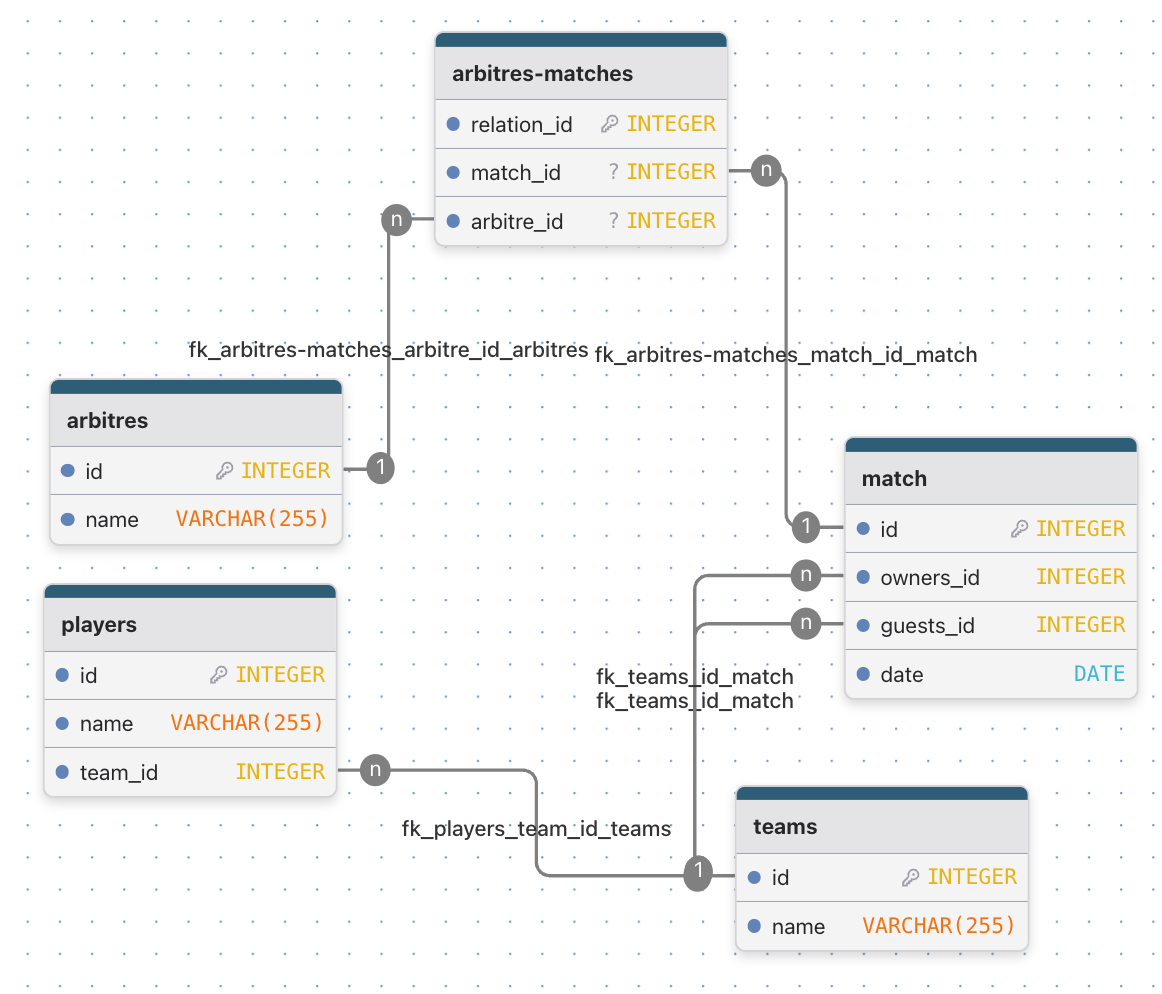 arbitres-matches
relation_id INTEGER
match_id ? INTEGER
arbitre_id ? INTEGER
n
n
fk_arbitres-matches_arbitre_id_arbitres
fk_arbitres-matches_match_id_match
arbitres
id INTEGER
name VARCHAR(255)
1
match
id INTEGER
owners_id INTEGER
guests_id INTEGER
date DATE
1
n
n
players
id INTEGER
name VARCHAR(255)
team_id INTEGER
n
fk_teams_id_match
fk_teams_id_match
fk_players_team_id_teams
1
teams
id INTEGER
name VARCHAR(255)